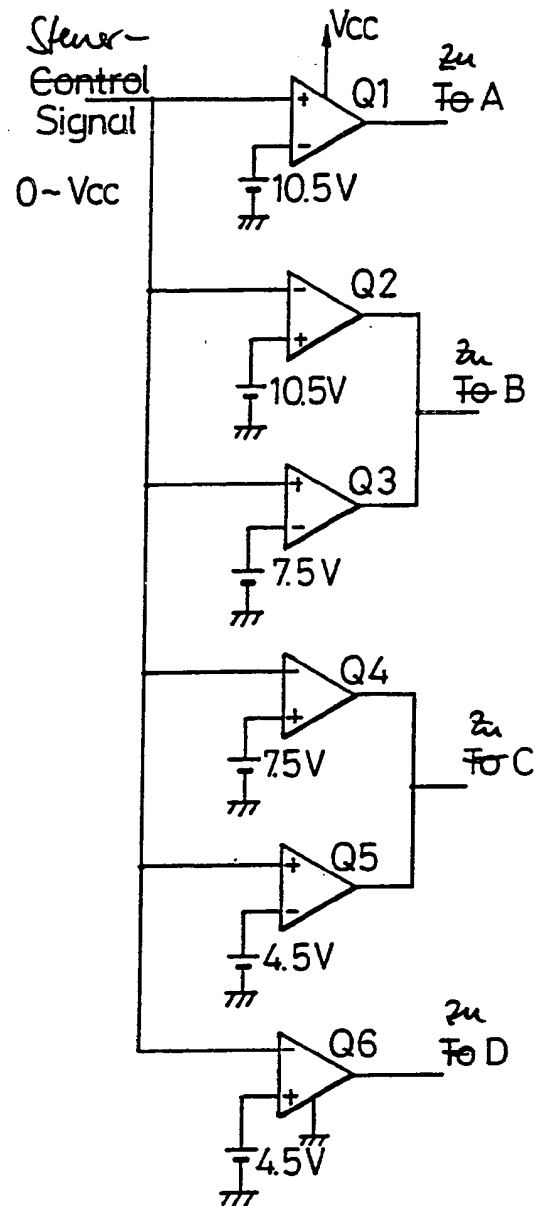 Steuer-
Control
Signal
0~ Vcc
Vcc
+
-
Q1
zu
To A
10.5V
-
+
Q2
10.5V
zu
To B
+
-
Q3
7.5V
-
+
Q4
7.5V
zu
To C
+
-
Q5
4.5V
-
+
Q6
zu
To D
4.5V